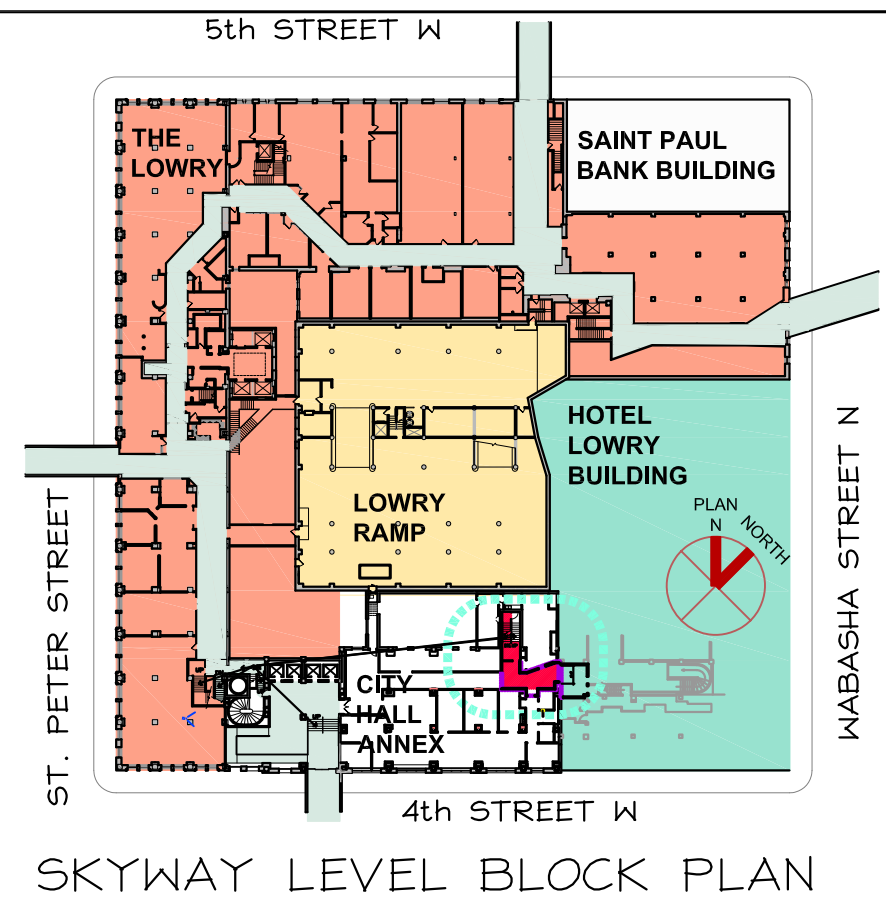 5th STREET W
THE
LOWRY
SAINT PAUL
BANK BUILDING
HOTEL
LOWRY
BUILDING
LOWRY
RAMP
PLAN
N
NORTH
ST. PETER STREET
WABASHA STREET N
CITY
HALL
ANNEX
4th STREET W
SKYWAY LEVEL BLOCK PLAN